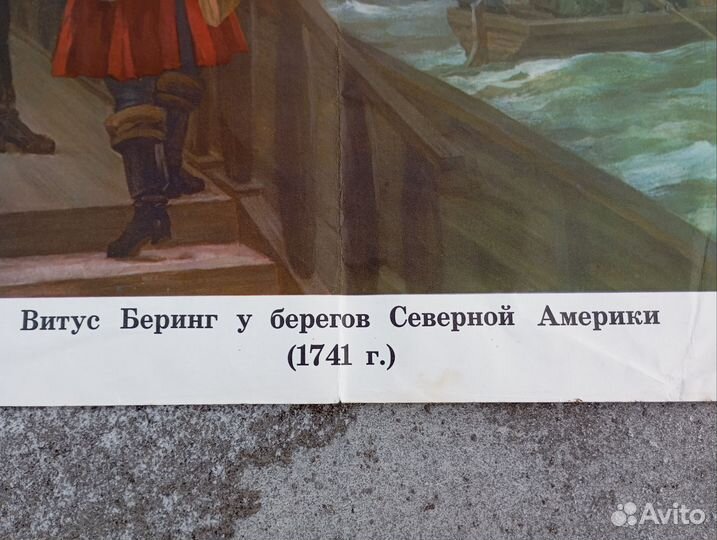 Витус Беринг у берегов Северной Америки
(1741 г.)
Avito